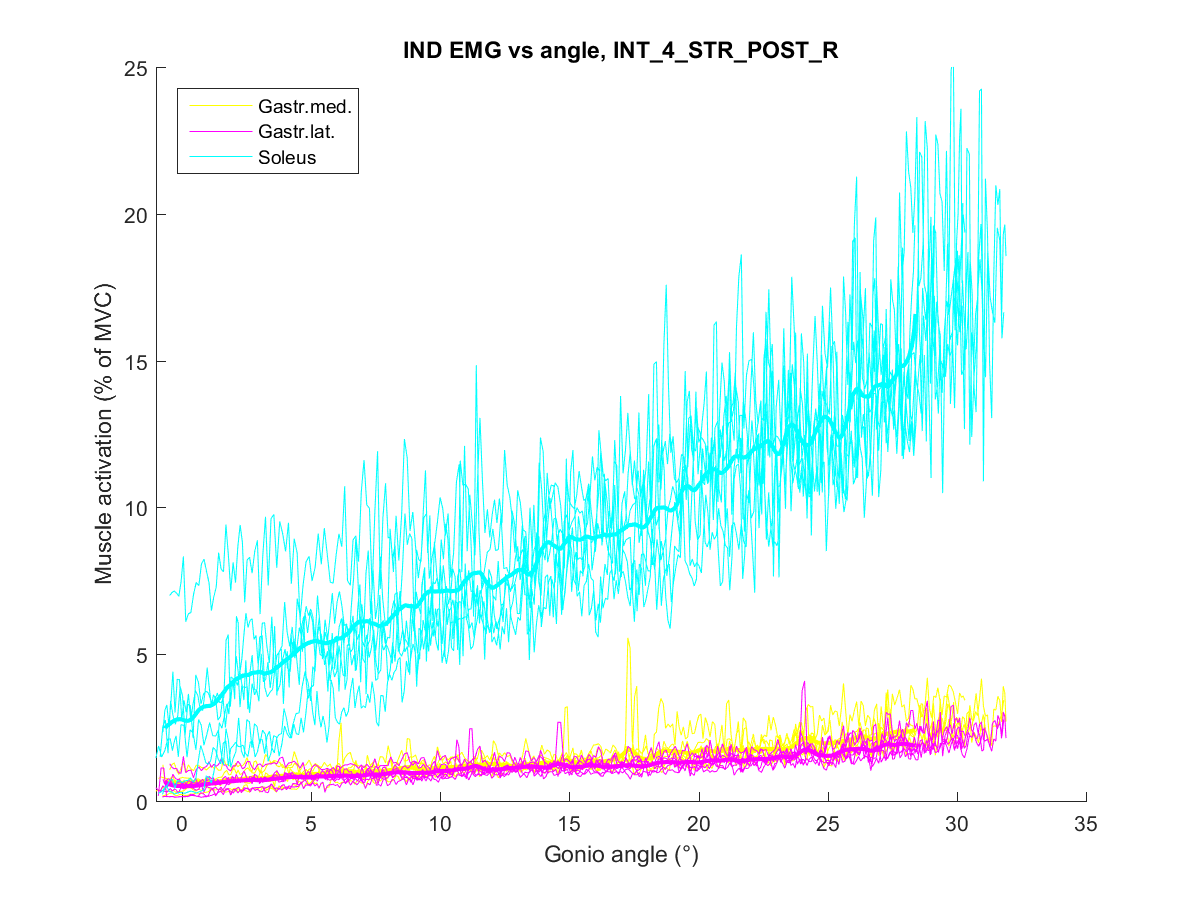 IND EMG vs angle, INT_4_STR_POST_R
25
Gastr.med.
Gastr.lat.
Soleus
20
15
10
5
0
Muscle activation (% of MVC)
0 5 10 15 20 25 30 35
Gonio angle (°)